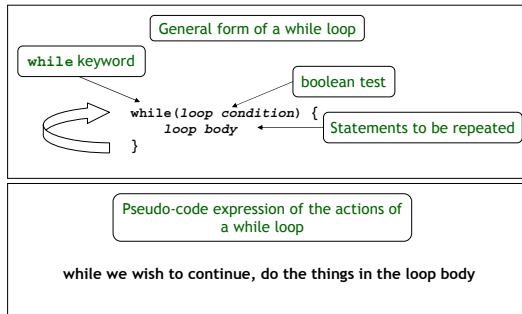 General form of a while loop
while keyword
boolean test
while(loop condition) {
loop body
Statements to be repeated
}
Pseudo-code expression of the actions of
a while loop
while we wish to continue, do the things in the loop body